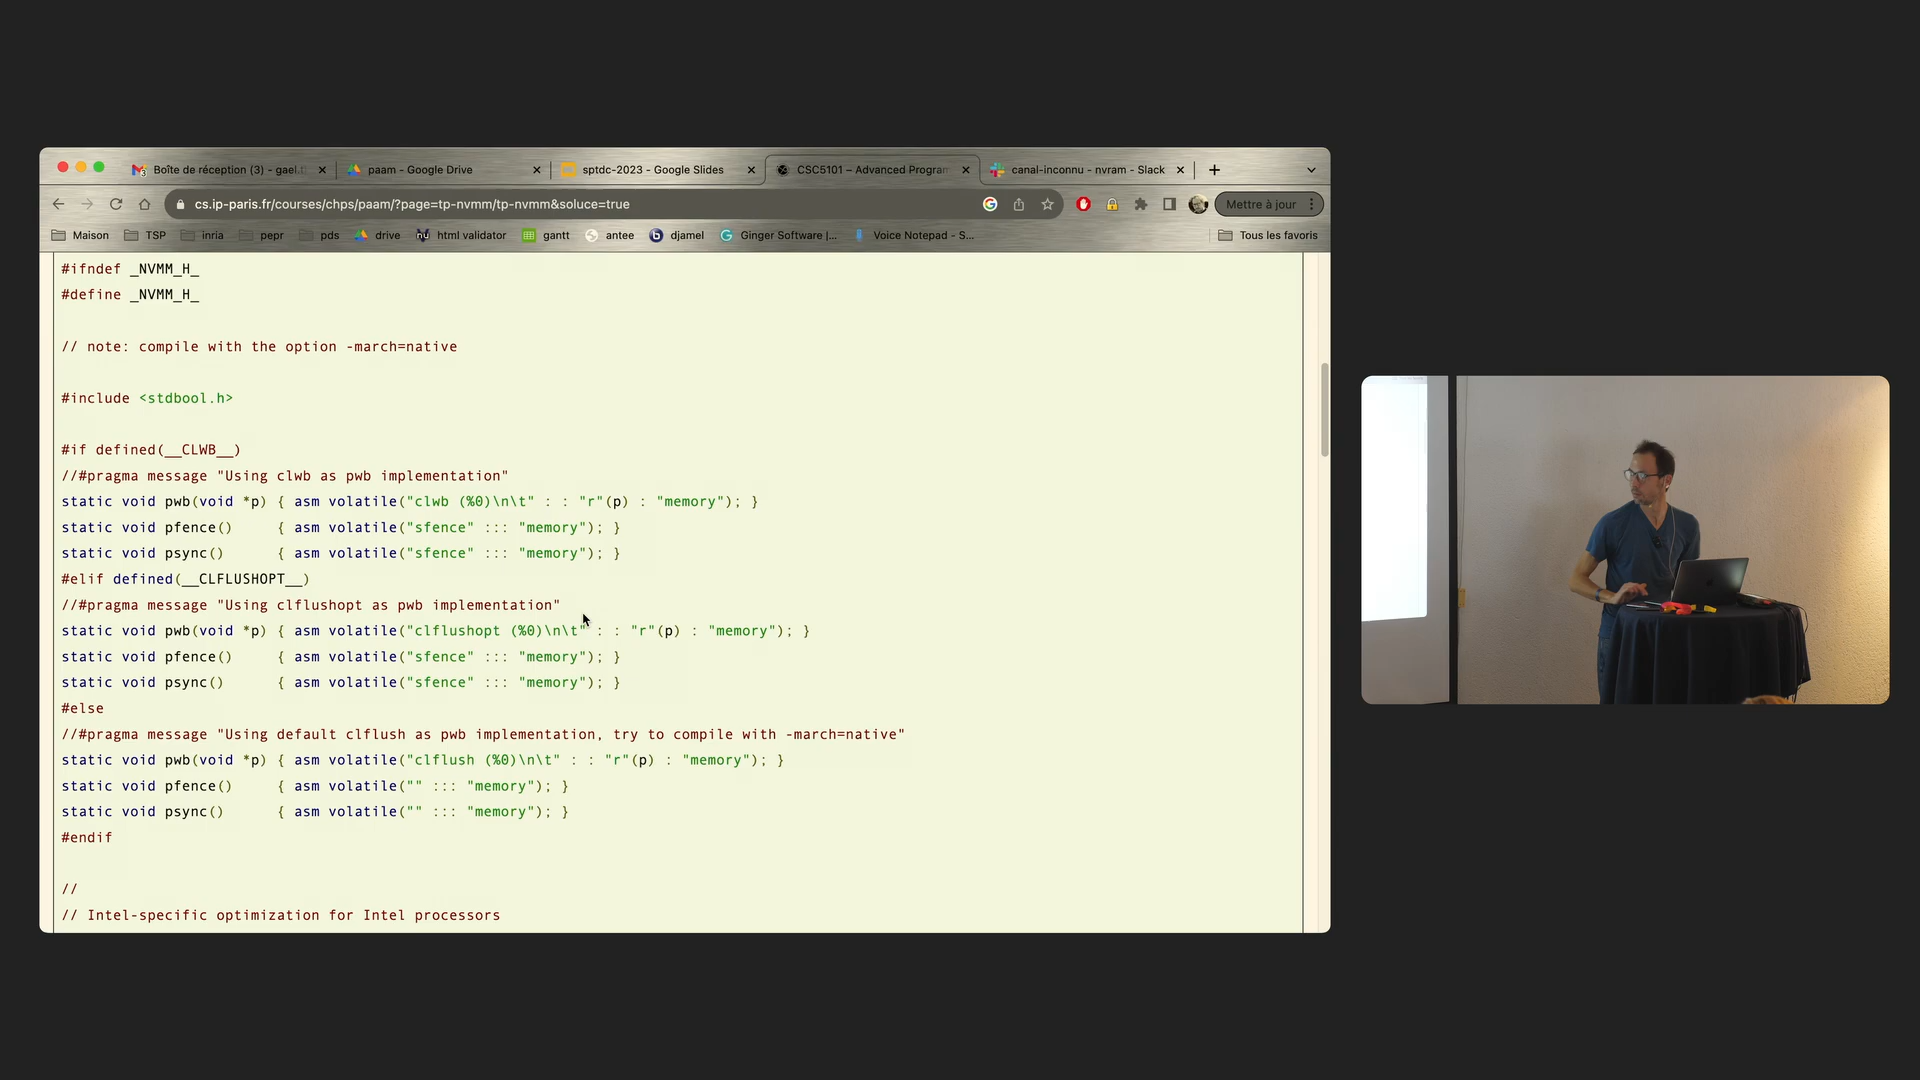 Boîte de réception (3) - gael.t
paam - Google Drive
sptdc-2023 - Google Slides
CSC5101 – Advanced Program
canal-inconnu - nvram - Slack
cs.ip-paris.fr/courses/chps/paam/?page=tp-nvmm/tp-nvmm&soluce=true
Mettre à jour
Maison
TSP
inria
pepr
pds
drive
html validator
gantt
antee
djamel
Ginger Software |...
Voice Notepad - S...
Tous les favoris
#ifndef _NVMM_H_
#define _NVMM_H_
// note: compile with the option -march=native
#include <stdbool.h>
#if defined(__CLWB__)
//#pragma message "Using clwb as pwb implementation"
static void pwb(void *p) { asm volatile("clwb (%0)\n\t" : : "r"(p) : "memory"); }
static void pfence() { asm volatile("sfence" ::: "memory"); }
static void psync() { asm volatile("sfence" ::: "memory"); }
#elif defined(__CLFLUSHOPT__)
//#pragma message "Using clflushopt as pwb implementation"
static void pwb(void *p) { asm volatile("clflushopt (%0)\n\t" : : "r"(p) : "memory"); }
static void pfence() { asm volatile("sfence" ::: "memory"); }
static void psync() { asm volatile("sfence" ::: "memory"); }
#else
//#pragma message "Using default clflush as pwb implementation, try to compile with -march=native"
static void pwb(void *p) { asm volatile("clflush (%0)\n\t" : : "r"(p) : "memory"); }
static void pfence() { asm volatile("" ::: "memory"); }
static void psync() { asm volatile("" ::: "memory"); }
#endif
//
// Intel-specific optimization for Intel processors